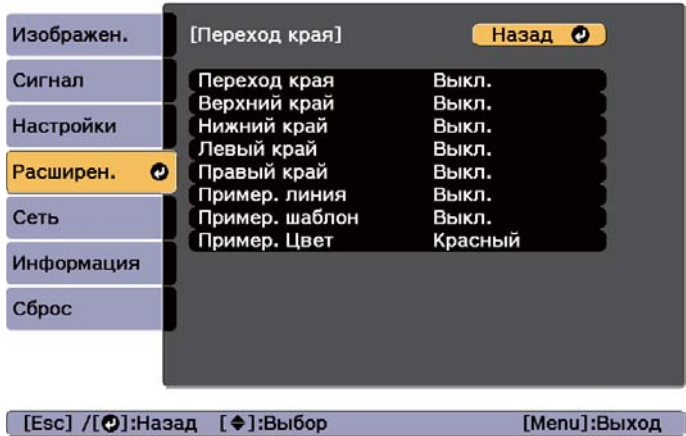 Изображен.
Сигнал
Настройки
Расширен.
Сеть
Информация
Сброс
[Переход края]
Назад
Переход края Выкл.
Верхний край Выкл.
Нижний край Выкл.
Левый край Выкл.
Правый край Выкл.
Пример. линия Выкл.
Пример. шаблон Выкл.
Пример. Цвет Красный
[Esc] /[⏎]:Назад [◆]:Выбор [Menu]:Выход